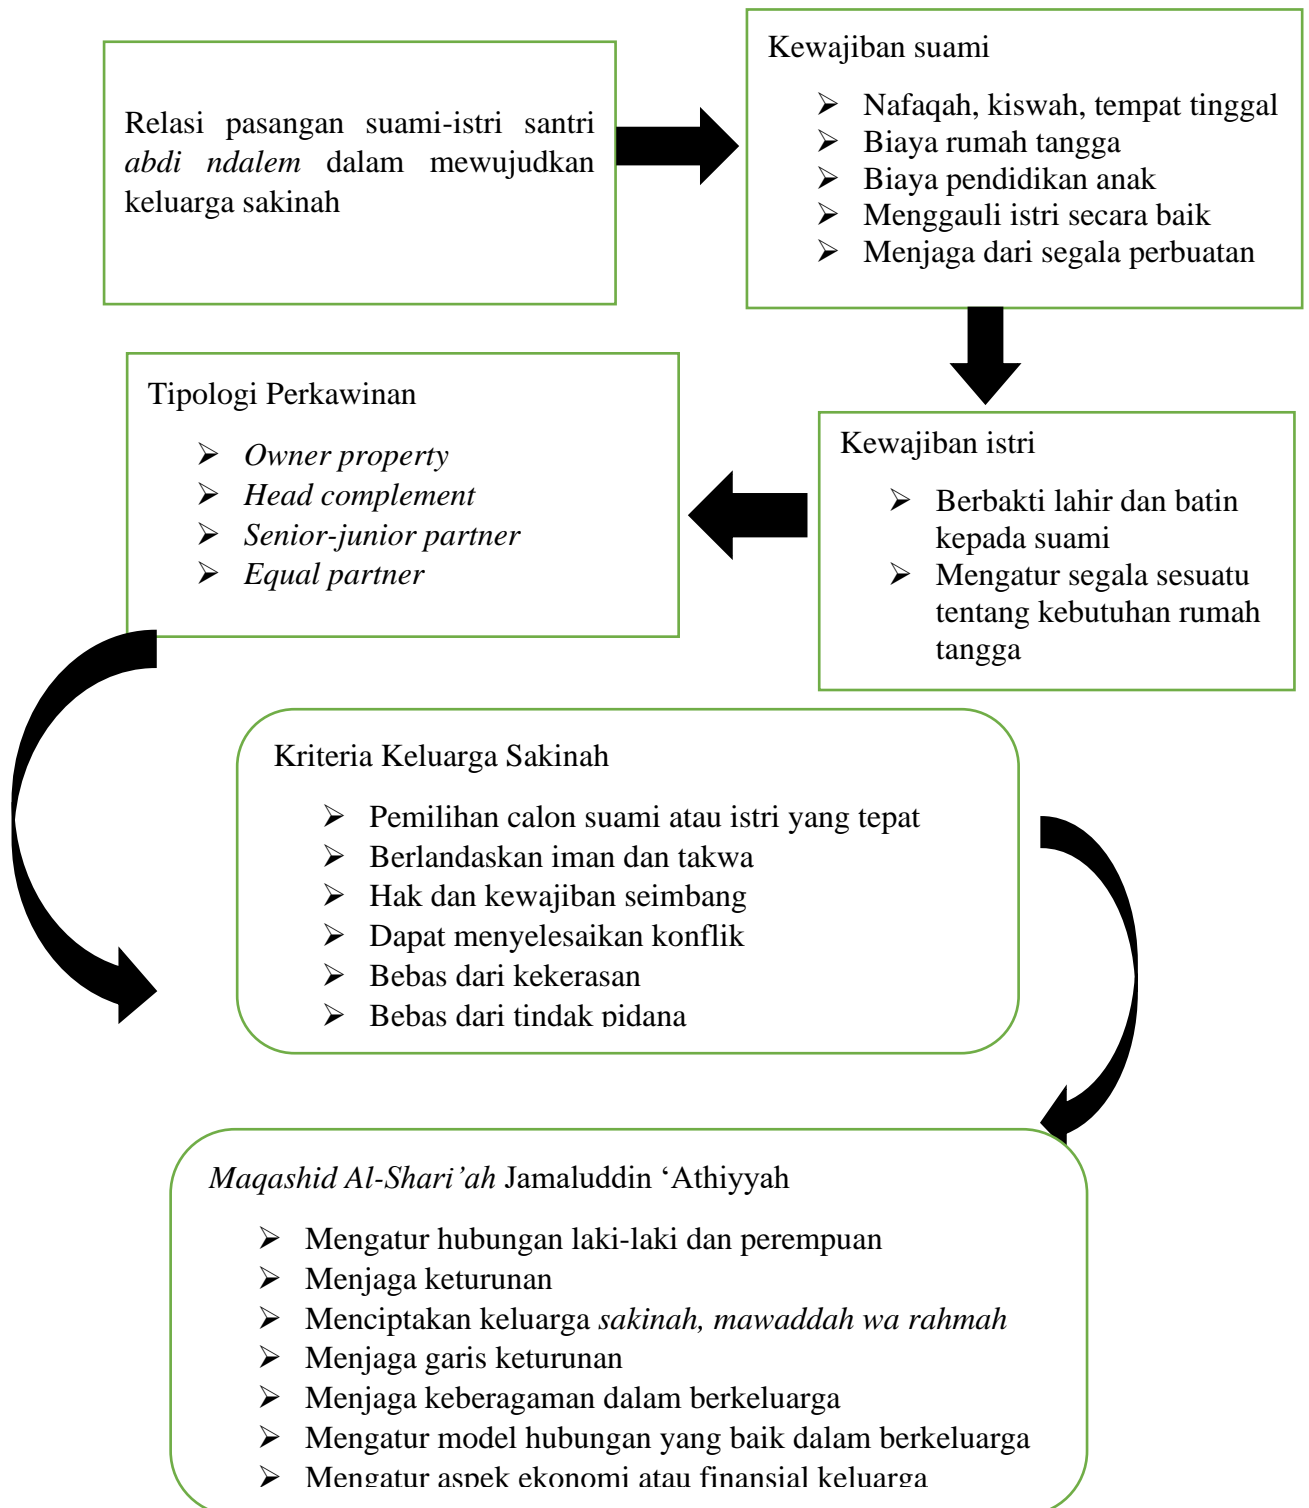 Relasi pasangan suami-istri santri
abdi ndalem dalam mewujudkan
keluarga sakinah
Kewajiban suami
➢ Nafaqah, kiswah, tempat tinggal
➢ Biaya rumah tangga
➢ Biaya pendidikan anak
➢ Menggauli istri secara baik
➢ Menjaga dari segala perbuatan
Kewajiban istri
➢ Berbakti lahir dan batin
kepada suami
➢ Mengatur segala sesuatu
tentang kebutuhan rumah
tangga
Tipologi Perkawinan
➢ Owner property
➢ Head complement
➢ Senior-junior partner
➢ Equal partner
Kriteria Keluarga Sakinah
➢ Pemilihan calon suami atau istri yang tepat
➢ Berlandaskan iman dan takwa
➢ Hak dan kewajiban seimbang
➢ Dapat menyelesaikan konflik
➢ Bebas dari kekerasan
➢ Bebas dari tindak pidana
Maqashid Al-Shari’ah Jamaluddin ‘Athiyyah
➢ Mengatur hubungan laki-laki dan perempuan
➢ Menjaga keturunan
➢ Menciptakan keluarga sakinah, mawaddah wa rahmah
➢ Menjaga garis keturunan
➢ Menjaga keberagaman dalam berkeluarga
➢ Mengatur model hubungan yang baik dalam berkeluarga
➢ Mengatur aspek ekonomi atau finansial keluarga